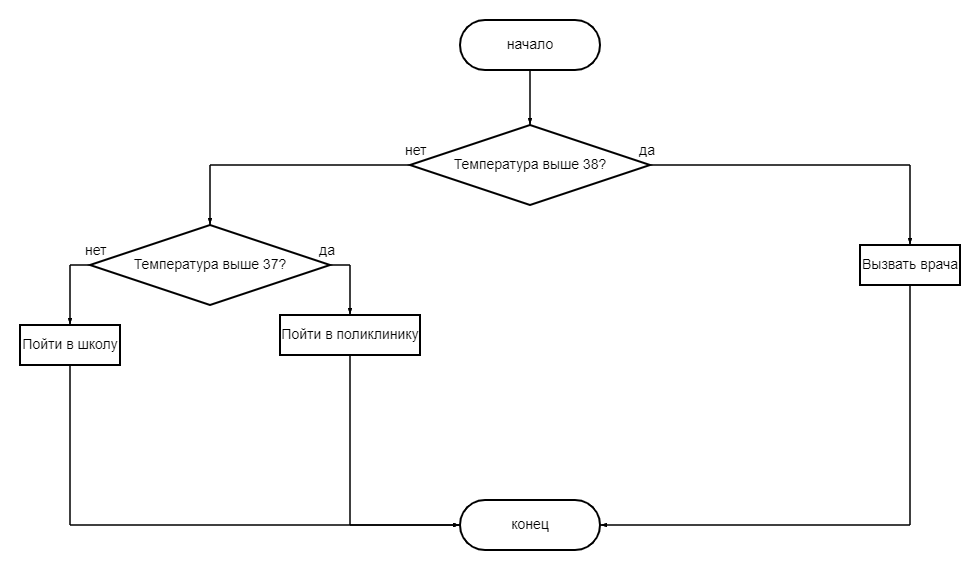 начало
нет
да
Температура выше 38?
нет
да
Температура выше 37?
Вызвать врача
Пойти в школу
Пойти в поликлинику
конец